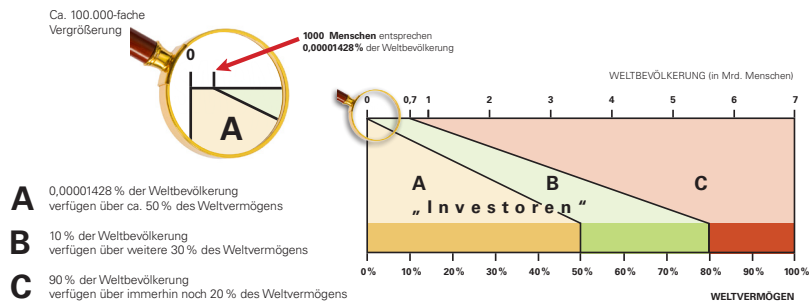 Ca. 100.000-fache
Vergrößerung
0
1000 Menschen entsprechen
0,00001428% der Weltbevölkerung
A
WELTBEVÖLKERUNG (in Mrd. Menschen)
0 0,7 1 2 3 4 5 6 7
A B C
„Investoren“
0% 10% 20% 30% 40% 50% 60% 70% 80% 90% 100%
WELTVERMÖGEN
A 0,00001428 % der Weltbevölkerung
verfügen über ca. 50 % des Weltvermögens
B 10 % der Weltbevölkerung
verfügen über weitere 30 % des Weltvermögens
C 90 % der Weltbevölkerung
verfügen über immerhin noch 20 % des Weltvermögens